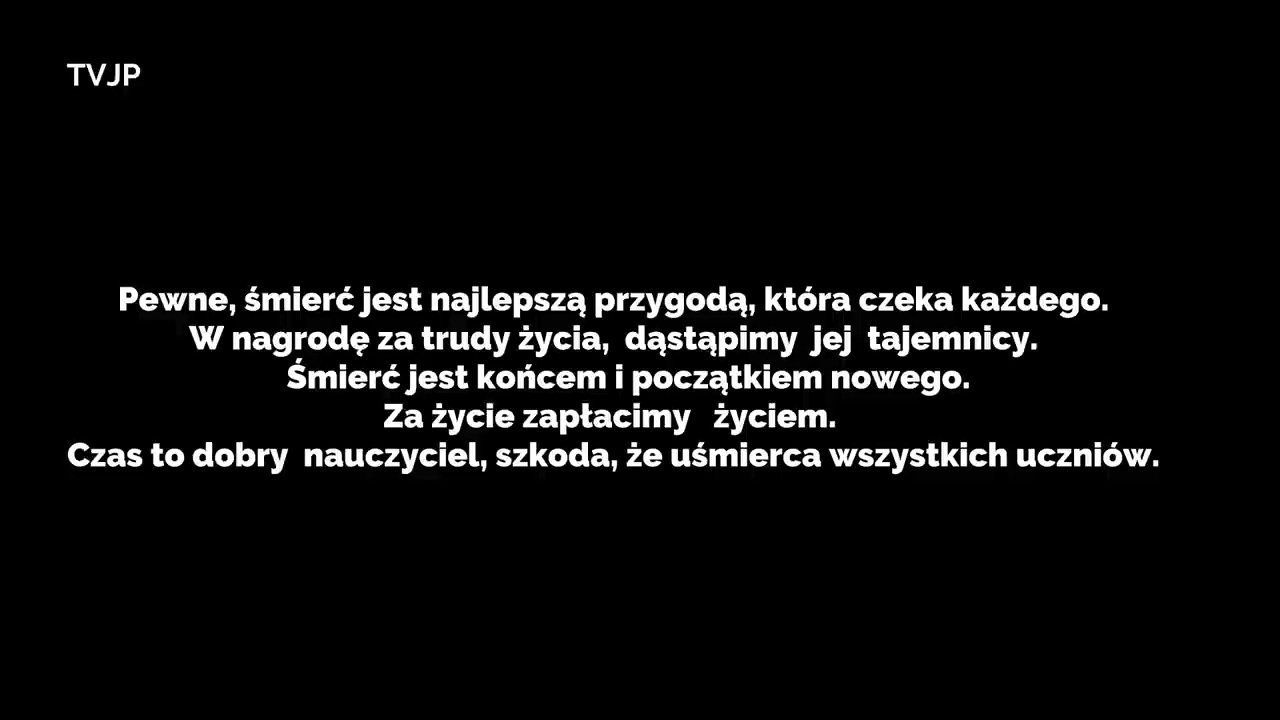 TVJP
Pewne, śmierć jest najlepszą przygodą, która czeka każdego.
W nagrodę za trudy życia, dąstąpimy jej tajemnicy.
Śmierć jest końcem i początkiem nowego.
Za życie zapłacimy życiem.
Czas to dobry nauczyciel, szkoda, że uśmierca wszystkich uczniów.